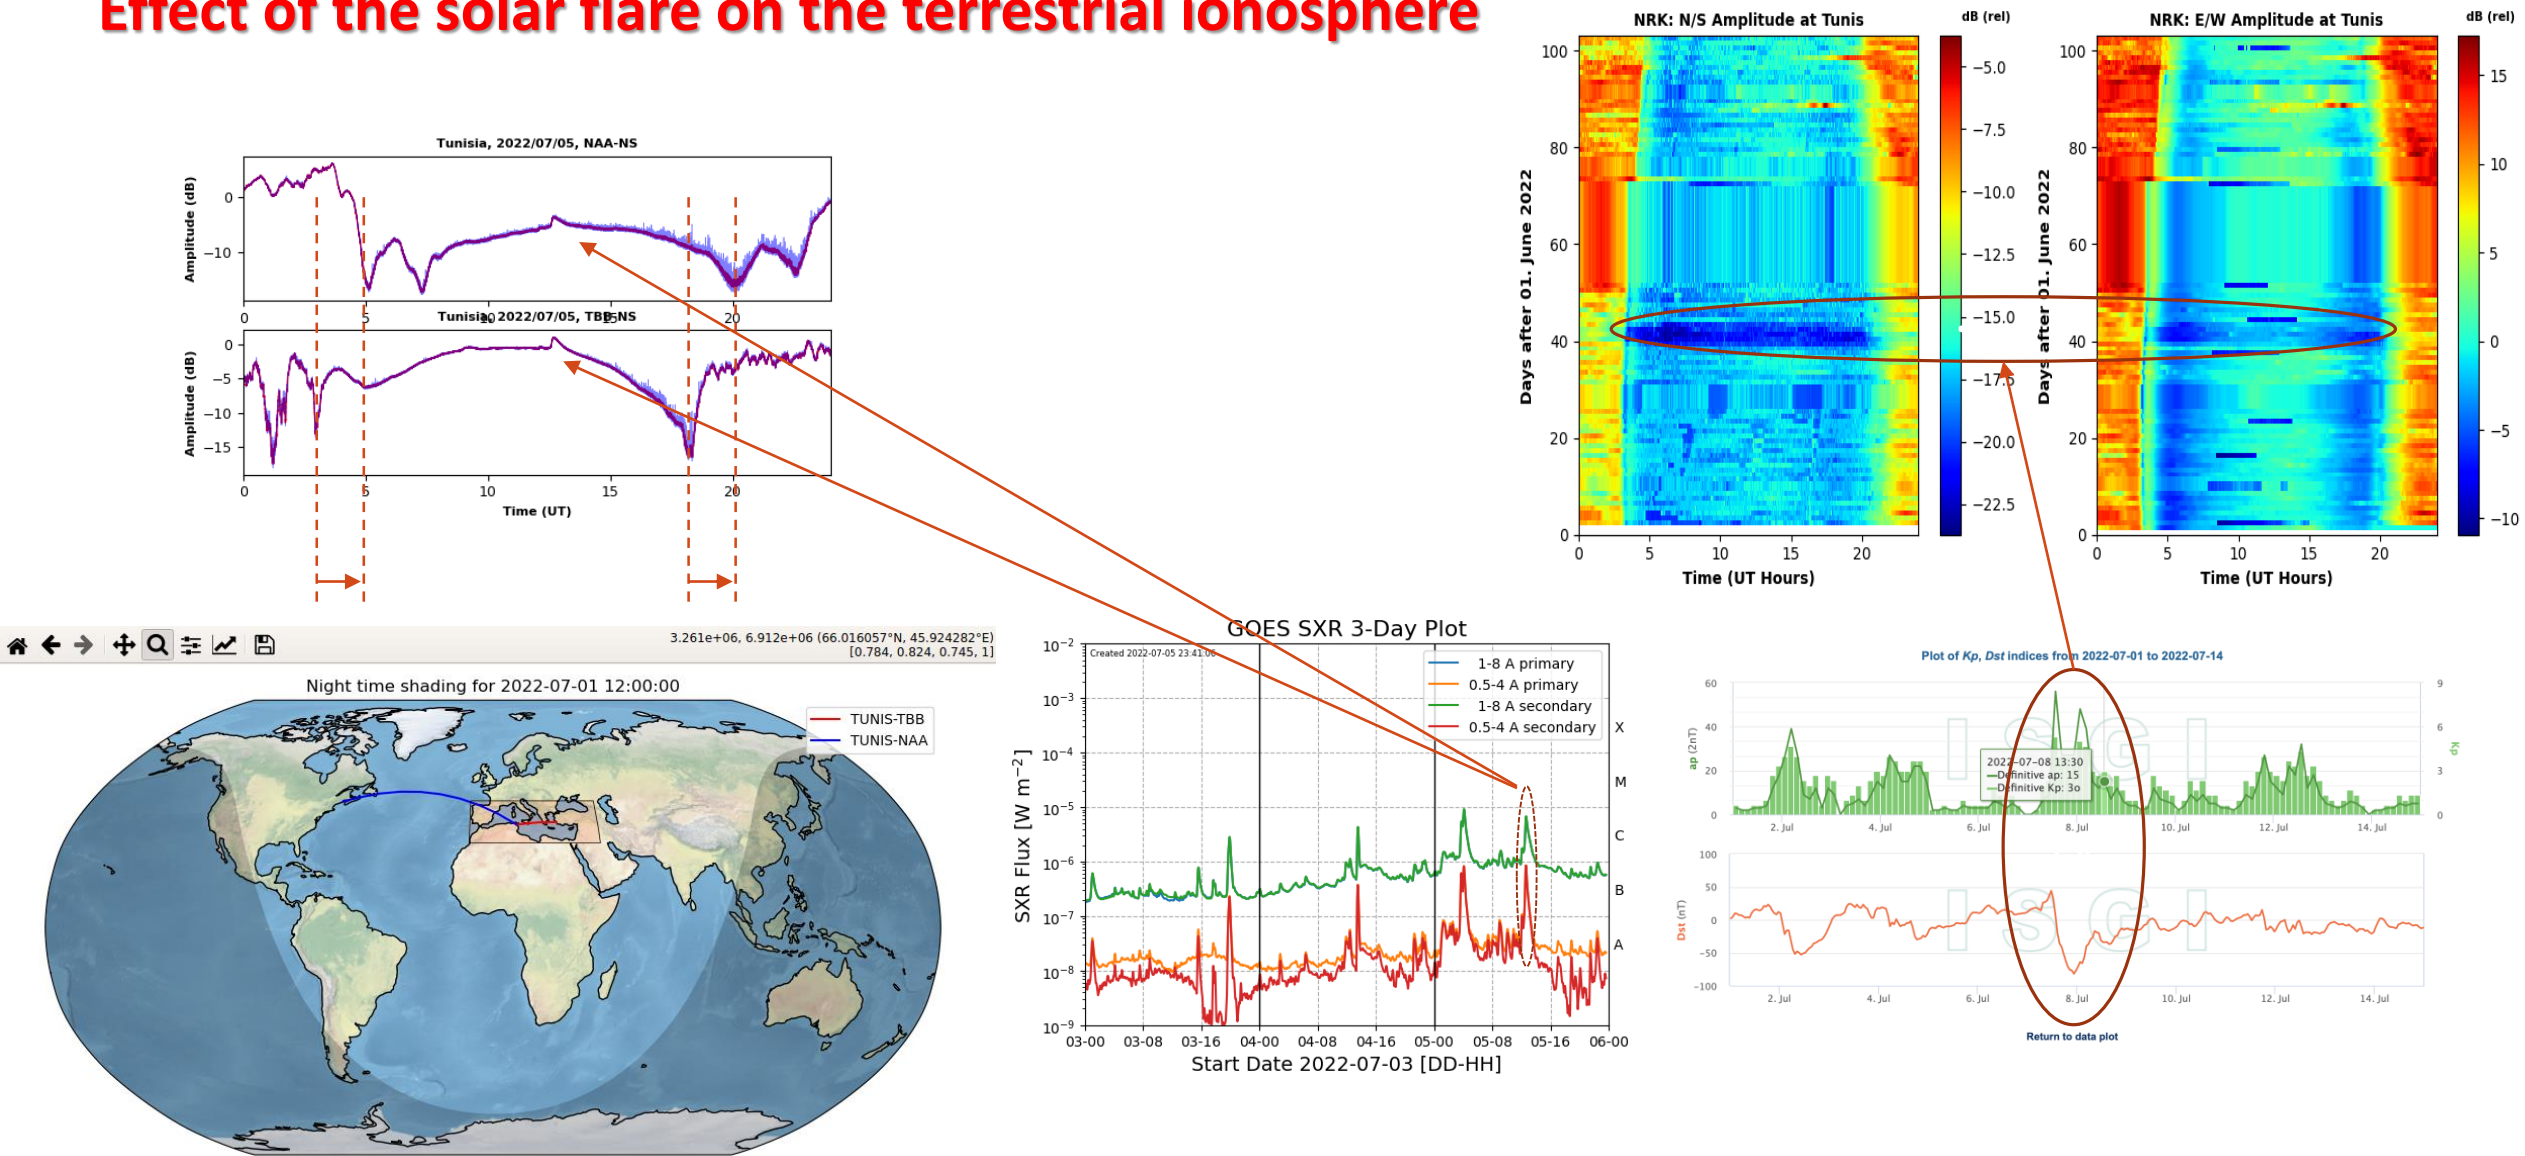 Effect of the solar flare on the terrestrial ionosphere
Tunisia, 2022/07/05, NAA-NS
Amplitude (dB)
0
−10
0 5 10 15 20
Tunisia, 2022/07/05, TBB-NS
Amplitude (dB)
0
−5
−10
−15
0 5 10 15 20
Time (UT)
NRK: N/S Amplitude at Tunis
dB (rel)
Days after 01. June 2022
100
80
60
40
20
0
0 5 10 15 20
Time (UT Hours)
−5.0
−7.5
−10.0
−12.5
−15.0
−17.5
−20.0
−22.5
NRK: E/W Amplitude at Tunis
dB (rel)
Days after 01. June 2022
100
80
60
40
20
0
0 5 10 15 20
Time (UT Hours)
15
10
5
0
−5
−10
3.261e+06, 6.912e+06 (66.016057°N, 45.924282°E)
[0.784, 0.824, 0.745, 1]
Night time shading for 2022-07-01 12:00:00
TUNIS-TBB
TUNIS-NAA
GOES SXR 3-Day Plot
Created 2022-07-05 23:41:06
1-8 A primary
0.5-4 A primary
1-8 A secondary
0.5-4 A secondary
SXR Flux [W m⁻²]
10⁻²
10⁻³
10⁻⁴
10⁻⁵
10⁻⁶
10⁻⁷
10⁻⁸
10⁻⁹
X
M
C
B
A
03-00 03-08 03-16 04-00 04-08 04-16 05-00 05-08 05-16 06-00
Start Date 2022-07-03 [DD-HH]
Plot of Kp, Dst indices from 2022-07-01 to 2022-07-14
ap (2nT)
60
40
20
0
9
6
3
0
Kp
I S G I
2022-07-08 13:30
Definitive ap: 15
Definitive Kp: 3o
2. Jul 4. Jul 6. Jul 8. Jul 10. Jul 12. Jul 14. Jul
Dst (nT)
100
50
0
−50
−100
I S G I
2. Jul 4. Jul 6. Jul 8. Jul 10. Jul 12. Jul 14. Jul
Return to data plot